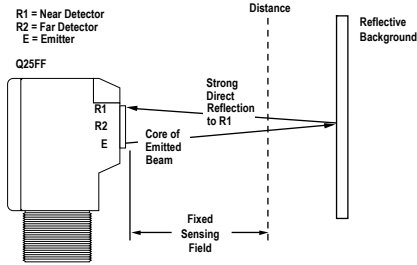 R1 = Near Detector
R2 = Far Detector
E = Emitter
Q25FF
Distance
Reflective
Background
R1
R2
E
Strong
Direct
Reflection
to R1
Core of
Emitted
Beam
Fixed
Sensing
Field